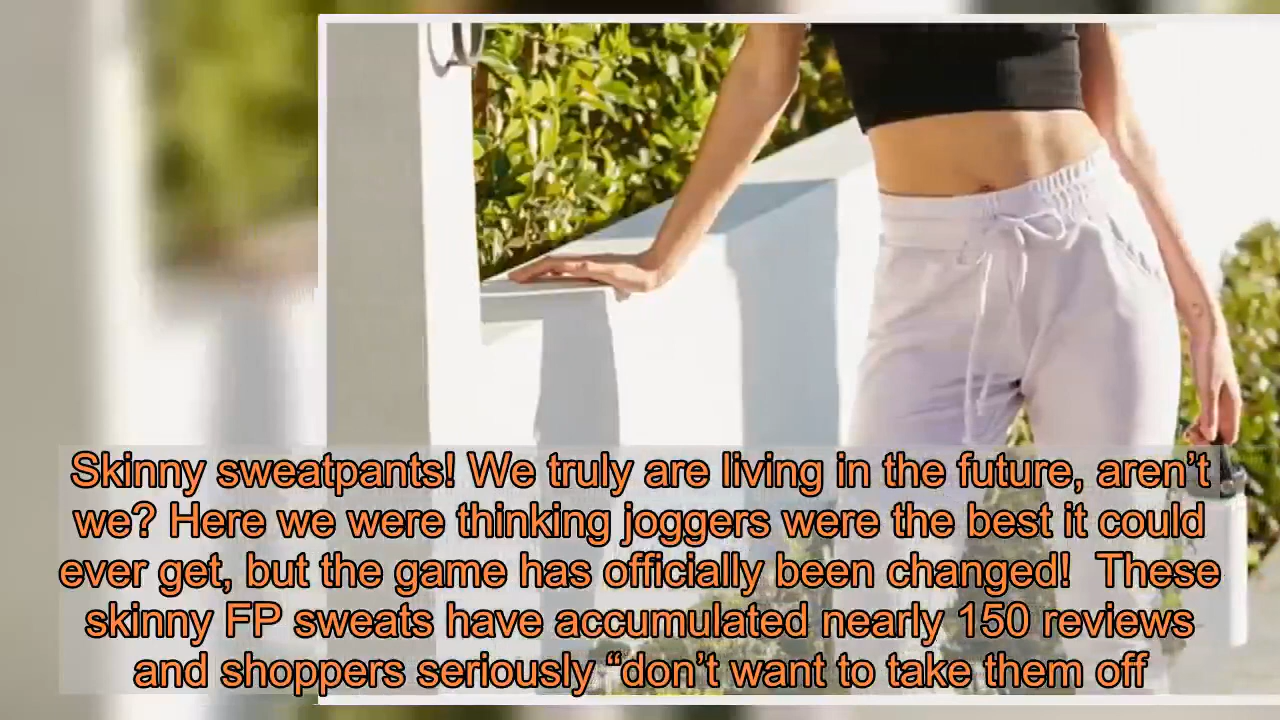 Skinny sweatpants! We truly are living in the future, aren’t
we? Here we were thinking joggers were the best it could
ever get, but the game has officially been changed!  These
skinny FP sweats have accumulated nearly 150 reviews
and shoppers seriously “don’t want to take them off